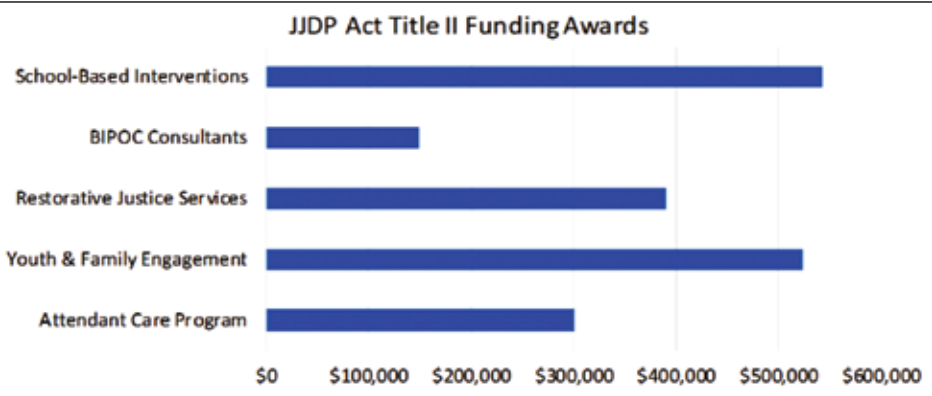 JJDP Act Title II Funding Awards
School-Based Interventions
BIPOC Consultants
Restorative Justice Services
Youth & Family Engagement
Attendant Care Program
$0 $100,000 $200,000 $300,000 $400,000 $500,000 $600,000